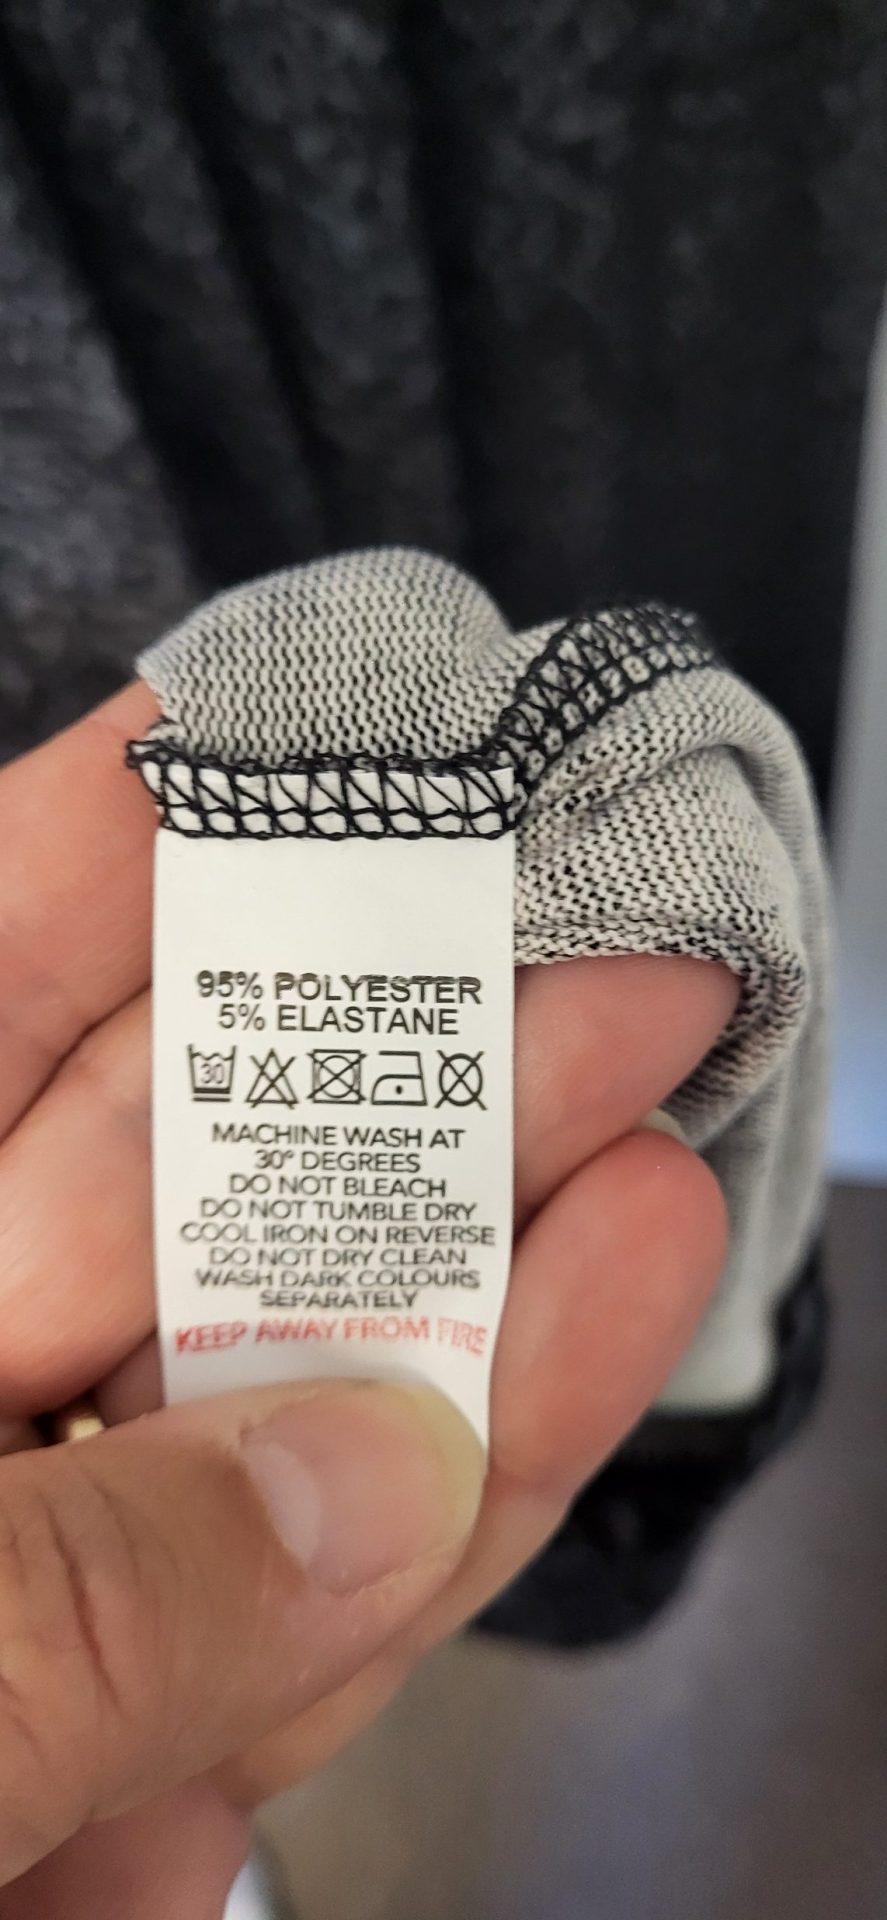 95% POLYESTER
5% ELASTANE
30
MACHINE WASH AT
30° DEGREES
DO NOT BLEACH
DO NOT TUMBLE DRY
COOL IRON ON REVERSE
DO NOT DRY CLEAN
WASH DARK COLOURS
SEPARATELY
KEEP AWAY FROM FIRE